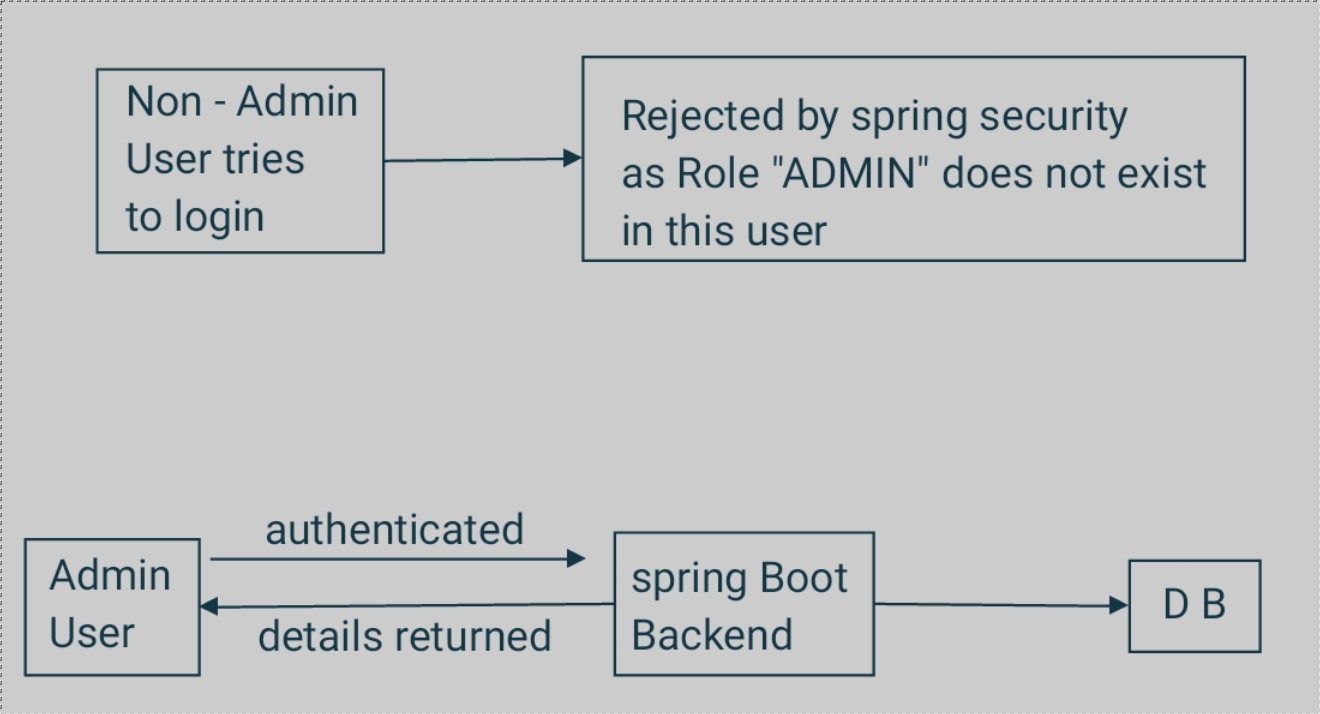 Non - Admin
User tries
to login
Rejected by spring security
as Role "ADMIN" does not exist
in this user
authenticated
Admin
User
details returned
spring Boot
Backend
D B